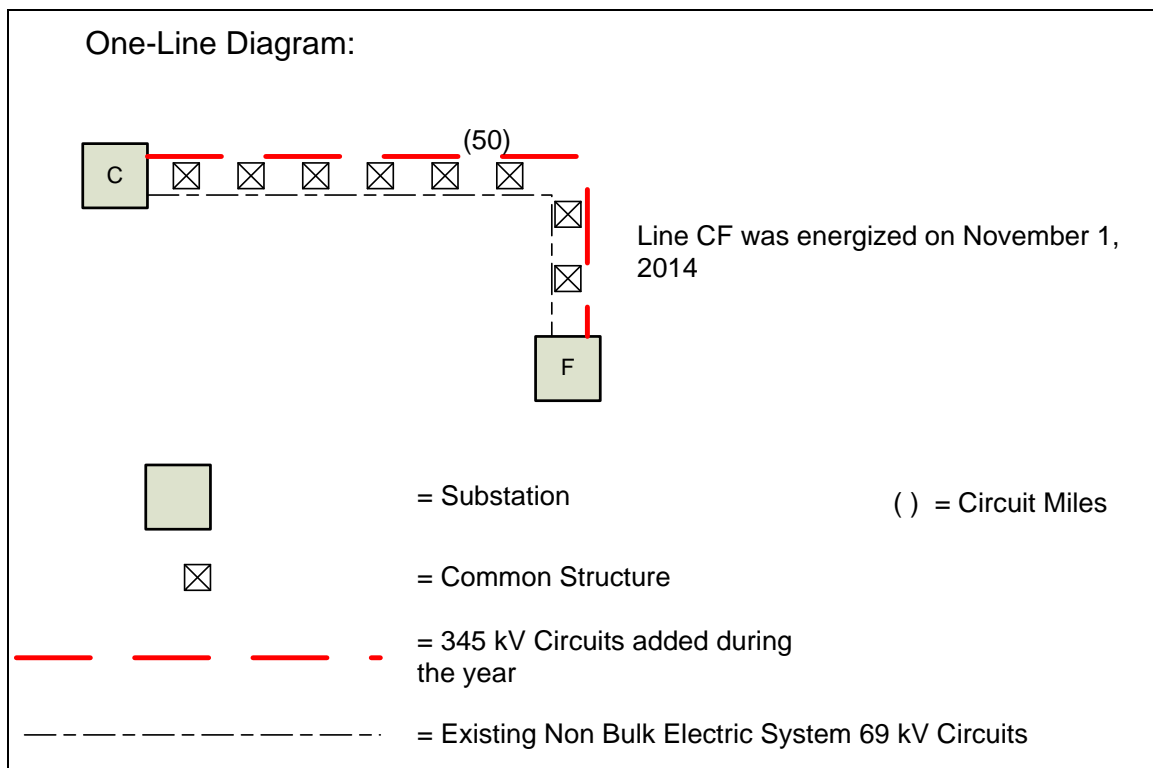 One-Line Diagram:
(50)
C
Line CF was energized on November 1,
2014
F
= Substation
( ) = Circuit Miles
= Common Structure
= 345 kV Circuits added during
the year
= Existing Non Bulk Electric System 69 kV Circuits